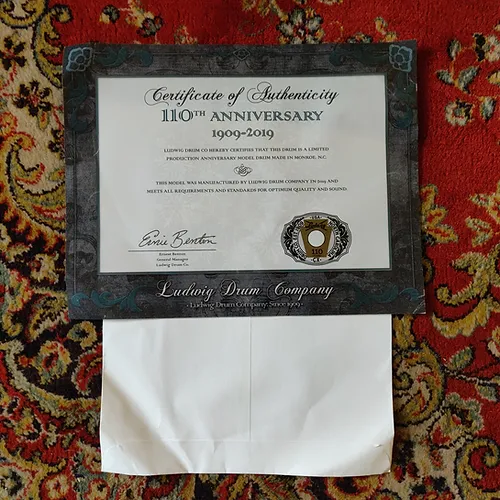 Certificate of Authenticity
110TH ANNIVERSARY
1909-2019
LUDWIG DRUM CO HEREBY CERTIFIES THAT THIS DRUM IS A LIMITED
PRODUCTION ANNIVERSARY MODEL DRUM MADE IN MONROE, N.C
THIS MODEL WAS MANUFACTURED BY LUDWIG DRUM COMPANY IN 2019 AND
MEETS ALL REQUIREMENTS AND STANDARDS FOR OPTIMUM QUALITY AND SOUND.
Ernie Benton
Ernest Benton
General Manager
Ludwig Drum Co
110
Ludwig Drum Company
• Ludwig Drum Company: Since 1909 •